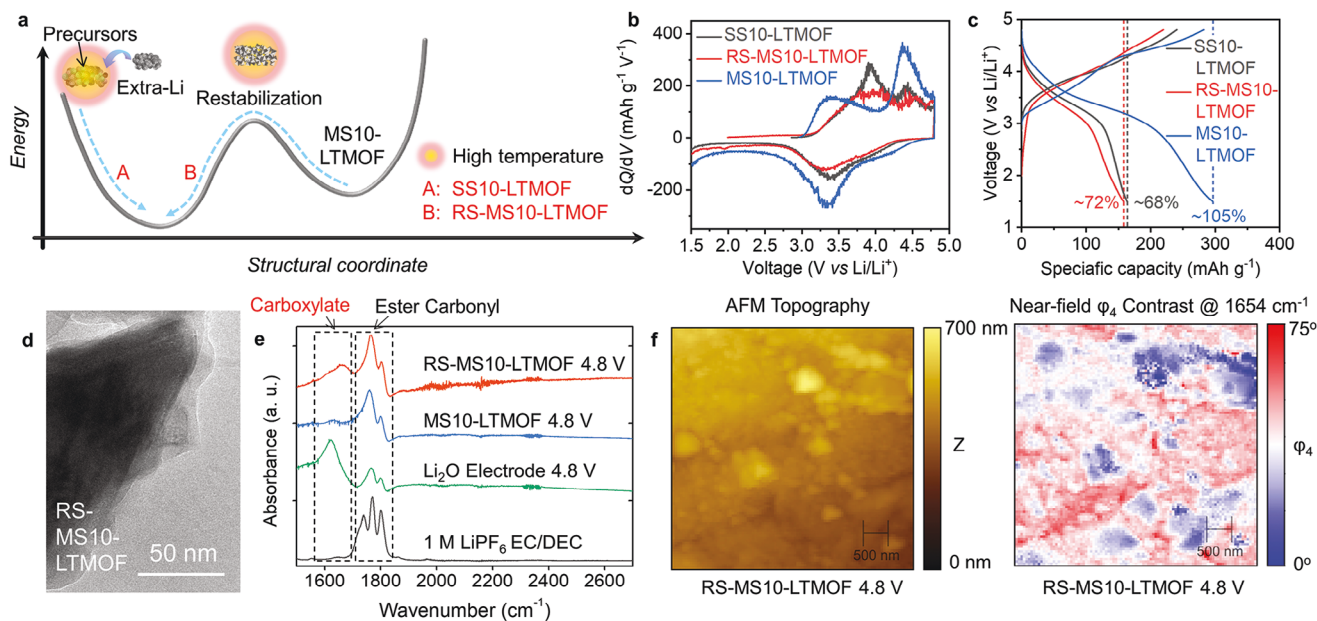 a
Precursors
Extra-Li
Restabilization
MS10-
LTMOF
Energy
A
B
High temperature
A: SS10-LTMOF
B: RS-MS10-LTMOF
Structural coordinate
b
400
200
0
-200
dQ/dV (mAh g⁻¹ V⁻¹)
SS10-LTMOF
RS-MS10-LTMOF
MS10-LTMOF
1.5 2.0 2.5 3.0 3.5 4.0 4.5 5.0
Voltage (V vs Li/Li⁺)
c
5
4
3
2
1
Voltage (V vs Li/Li⁺)
SS10-
LTMOF
RS-MS10-
LTMOF
MS10-
LTMOF
~72%
~68%
~105%
0 100 200 300 400
Speciafic capacity (mAh g⁻¹)
d
RS-
MS10-
LTMOF
50 nm
e
Carboxylate
Ester Carbonyl
RS-MS10-LTMOF 4.8 V
MS10-LTMOF 4.8 V
Li₂O Electrode 4.8 V
1 M LiPF₆ EC/DEC
Absorbance (a. u.)
1600 1800 2000 2200 2400 2600
Wavenumber (cm⁻¹)
f
AFM Topography
700 nm
Z
0 nm
500 nm
RS-MS10-LTMOF 4.8 V
Near-field φ₄ Contrast @ 1654 cm⁻¹
75º
φ₄
0º
500 nm
RS-MS10-LTMOF 4.8 V